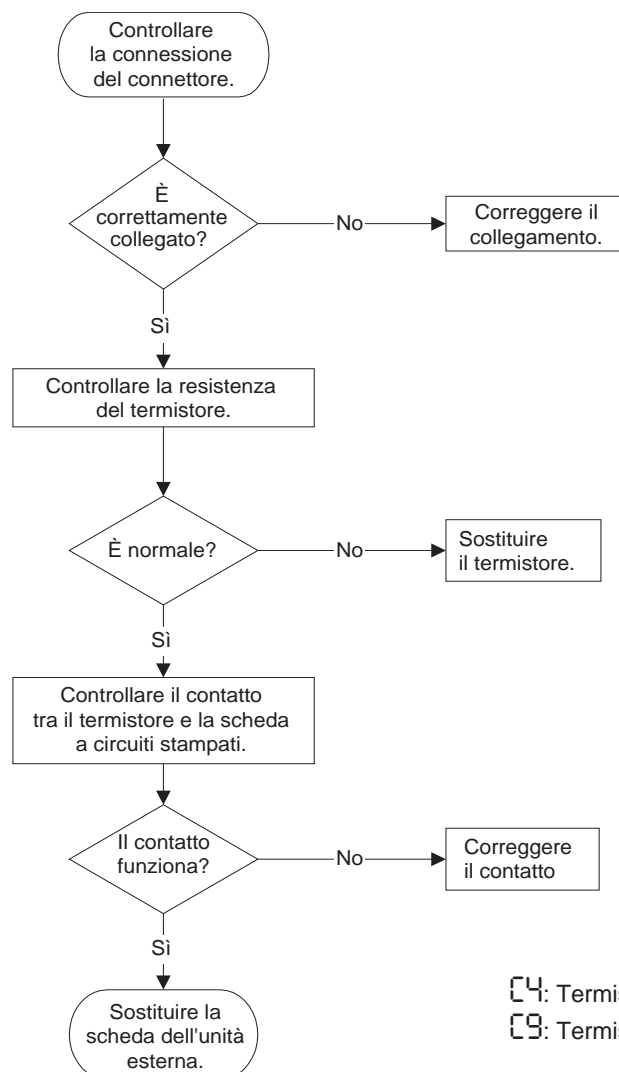 Controllare
la connessione
del connettore.
È
correttamente
collegato?
No
Correggere il
collegamento.
Sì
Controllare la resistenza
del termistore.
È normale?
No
Sostituire
il termistore.
Sì
Controllare il contatto
tra il termistore e la scheda
a circuiti stampati.
Il contatto
funziona?
No
Correggere
il contatto
Sì
Sostituire la
scheda dell'unità
esterna.
C4:
C9: